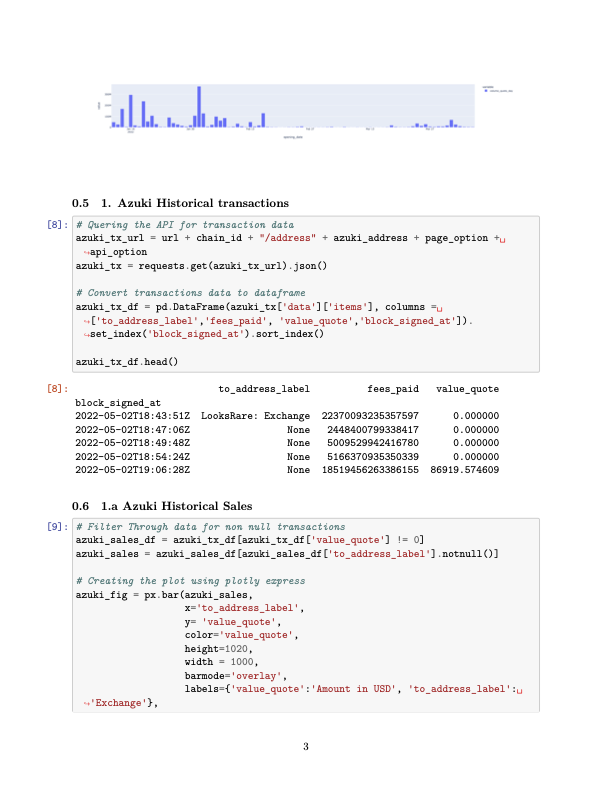 0.5 1. Azuki Historical transactions
[8]: # Quering the API for transaction data
azuki_tx_url = url + chain_id + "/address" + azuki_address + page_option +␣
↪api_option
azuki_tx = requests.get(azuki_tx_url).json()
# Convert transactions data to dataframe
azuki_tx_df = pd.DataFrame(azuki_tx['data']['items'], columns =␣
↪['to_address_label','fees_paid', 'value_quote','block_signed_at']).
↪set_index('block_signed_at').sort_index()
azuki_tx_df.head()
[8]: to_address_label fees_paid value_quote
block_signed_at
2022-05-02T18:43:51Z LooksRare: Exchange 22370093235357597 0.000000
2022-05-02T18:47:06Z None 2448400799338417 0.000000
2022-05-02T18:49:48Z None 5009529942416780 0.000000
2022-05-02T18:54:24Z None 5166370935350339 0.000000
2022-05-02T19:06:28Z None 18519456263386155 86919.574609
0.6 1.a Azuki Historical Sales
[9]: # Filter Through data for non null transactions
azuki_sales_df = azuki_tx_df[azuki_tx_df['value_quote'] != 0]
azuki_sales = azuki_sales_df[azuki_sales_df['to_address_label'].notnull()]
# Creating the plot using plotly express
azuki_fig = px.bar(azuki_sales,
x='to_address_label',
y= 'value_quote',
color='value_quote',
height=1020,
width = 1000,
barmode='overlay',
labels={'value_quote':'Amount in USD', 'to_address_label':␣
↪'Exchange'},
3